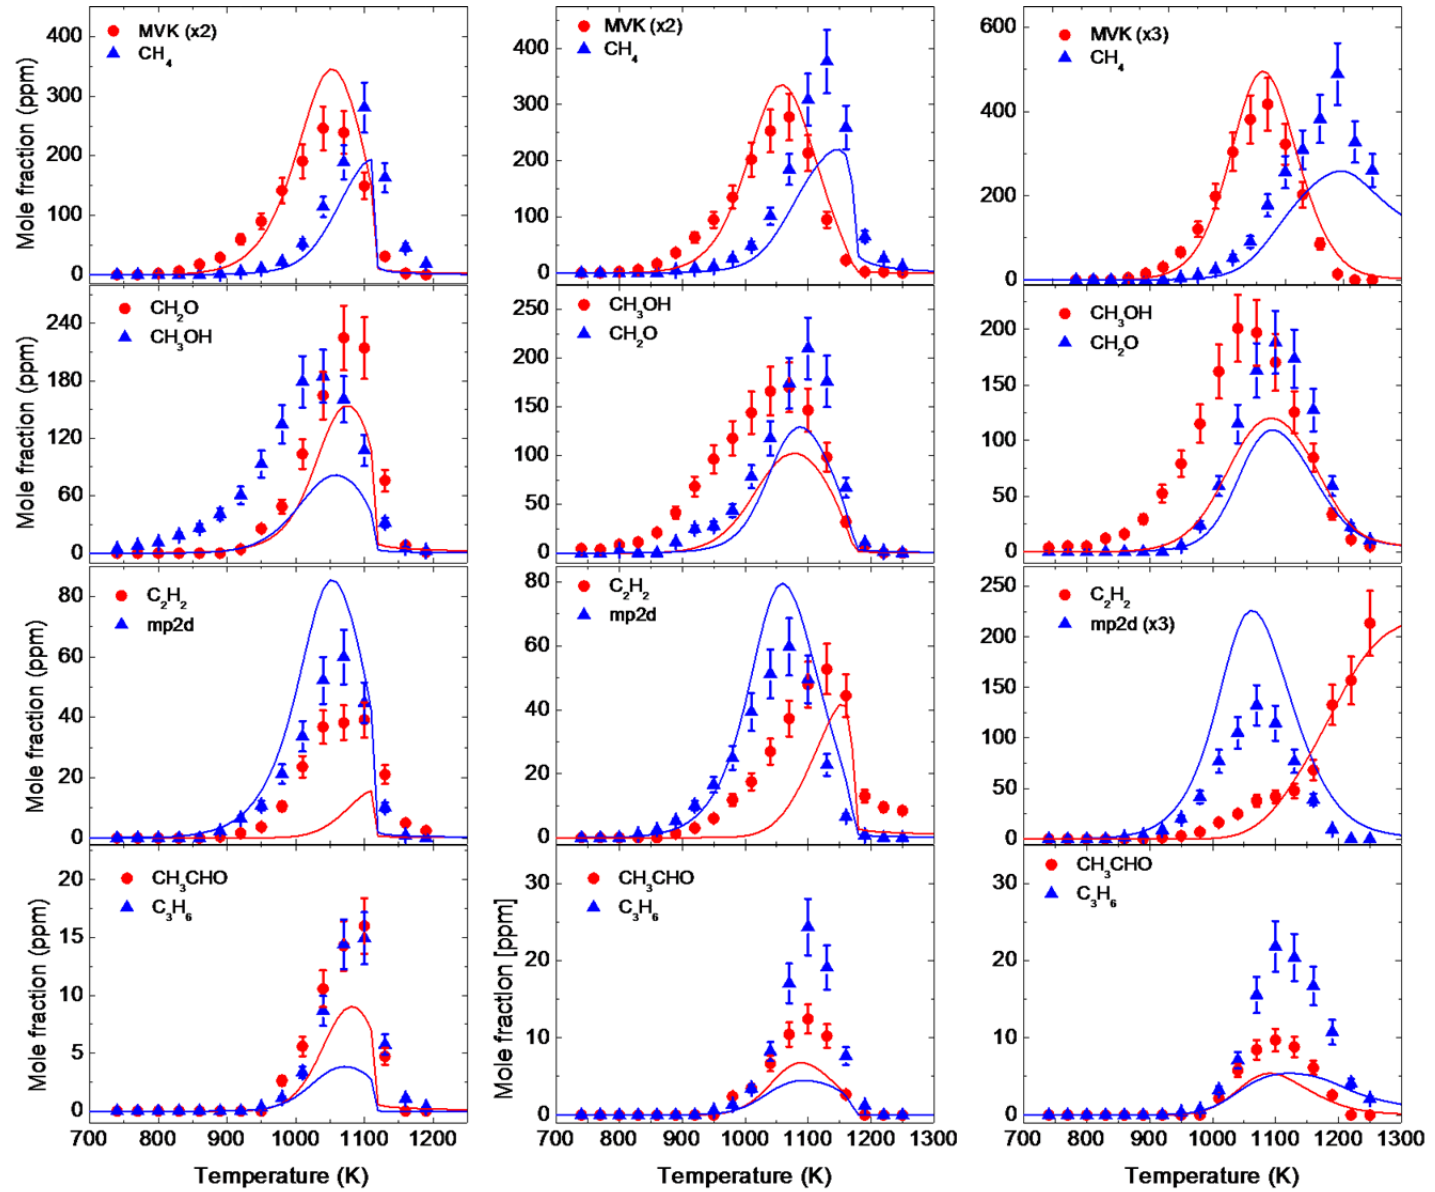 MVK (x2)
CH4
400
300
200
100
0
Mole fraction (ppm)
MVK (x2)
CH4
400
300
200
100
0
MVK (x3)
CH4
600
400
200
0
CH2O
CH3OH
240
180
120
60
0
Mole fraction (ppm)
CH3OH
CH2O
250
200
150
100
50
0
CH3OH
CH2O
200
150
100
50
0
C2H2
mp2d
80
60
40
20
0
Mole fraction (ppm)
C2H2
mp2d
80
60
40
20
0
C2H2
mp2d (x3)
250
200
150
100
50
0
CH3CHO
C3H6
20
15
10
5
0
Mole fraction (ppm)
CH3CHO
C3H6
30
20
10
0
Mole fraction [ppm]
CH3CHO
C3H6
30
20
10
0
700 800 900 1000 1100 1200
Temperature (K)
700 800 900 1000 1100 1200 1300
Temperature (K)
700 800 900 1000 1100 1200 1300
Temperature (K)